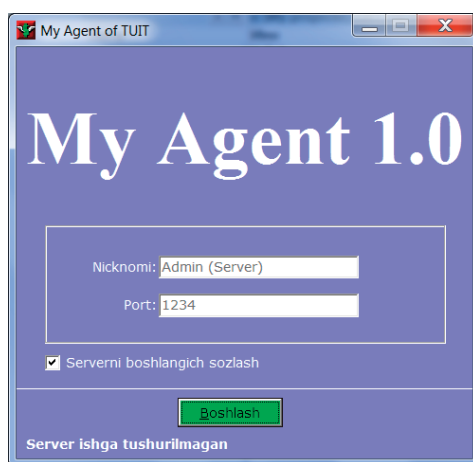 My Agent of TUIT
My Agent 1.0
Nicknomi: Admin (Server)
Port: 1234
Serverni boshlangich sozlash
Boshlash
Server ishga tushurilmagan